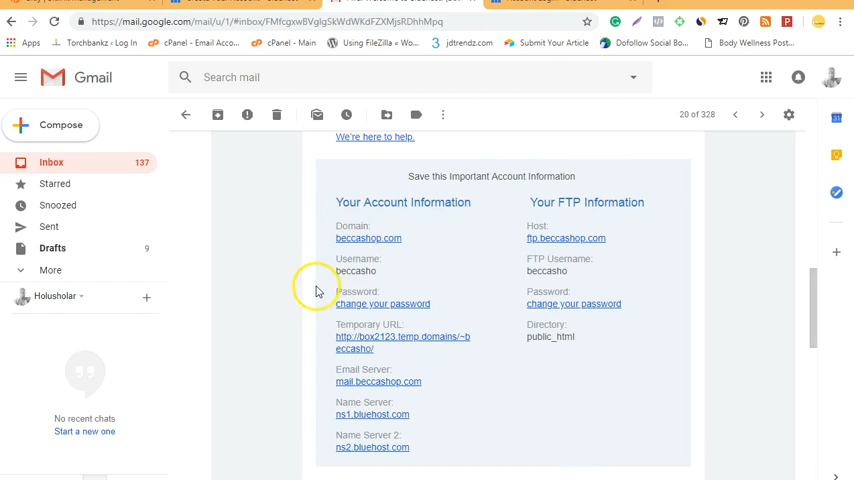 https://mail.google.com/mail/u/1/#inbox/FMfcgxwBVgIgSkWdWKdFZXMjsRDhhMpq
Apps Torchbankz ‹ Log In cPanel - Email Acco... cPanel - Main Using FileZilla ‹ W... jdtrendz.com Submit Your Article Dofollow Social Bo... Body Wellness Post...
Gmail
Search mail
Compose
20 of 328
Inbox 137
Starred
Snoozed
Sent
Drafts 9
More
Holusholar
No recent chats
Start a new one
We're here to help.
Save this Important Account Information
Your Account Information
Domain:
beccashop.com
Username:
beccasho
Password:
change your password
Temporary URL:
http://box2123.temp.domains/~b
eccasho/
Email Server:
mail.beccashop.com
Name Server:
ns1.bluehost.com
Name Server 2:
ns2.bluehost.com
Your FTP Information
Host:
ftp.beccashop.com
FTP Username:
beccasho
Password:
change your password
Directory:
public_html